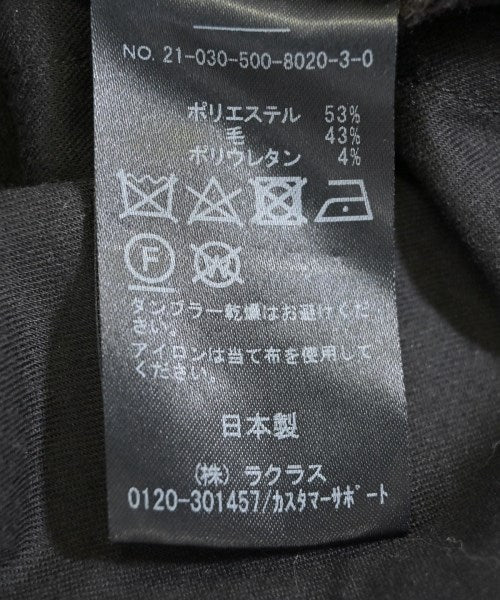 NO. 21-030-500-8020-3-0
ポリエステル 53%
毛 43%
ポリウレタン 4%
F W
タンブラー乾燥はお避けくだ
さい。
アイロンは当て布を使用して
ください。
日本製
(株) ラクラス
0120-301457/カスタマーサポート